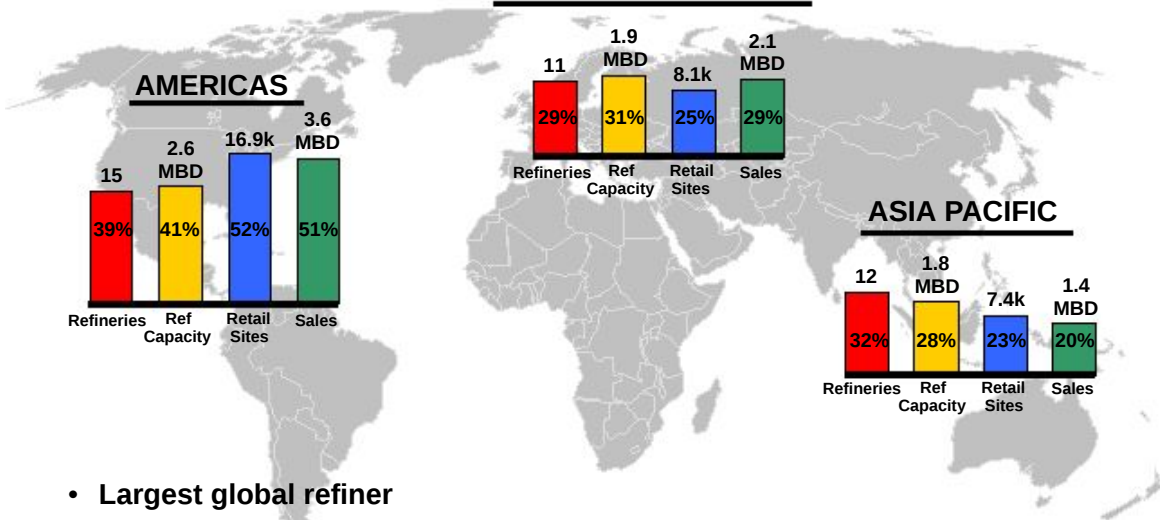 AMERICAS
15
2.6
MBD
16.9k
3.6
MBD
39%
41%
52%
51%
Refineries
Ref
Capacity
Retail
Sites
Sales
11
1.9
MBD
8.1k
2.1
MBD
29%
31%
25%
29%
Refineries
Ref
Capacity
Retail
Sites
Sales
ASIA PACIFIC
12
1.8
MBD
7.4k
1.4
MBD
32%
28%
23%
20%
Refineries
Ref
Capacity
Retail
Sites
Sales
• Largest global refiner